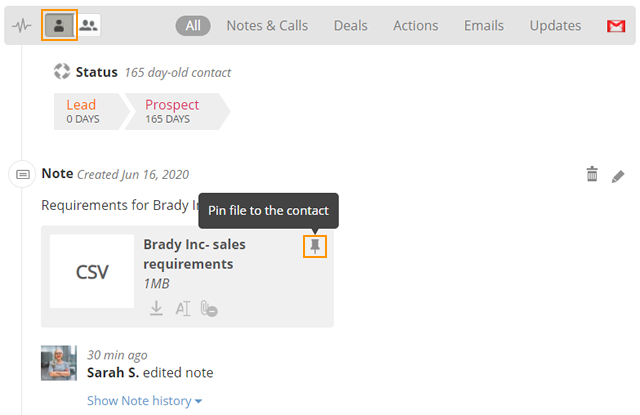 All Notes & Calls Deals Actions Emails Updates
Status 165 day-old contact
Lead Prospect
0 DAYS 165 DAYS
Note Created Jun 16, 2020
Pin file to the contact
Requirements for Brady
CSV
Brady Inc- sales
requirements
1MB
30 min ago
Sarah S. edited note
Show Note history